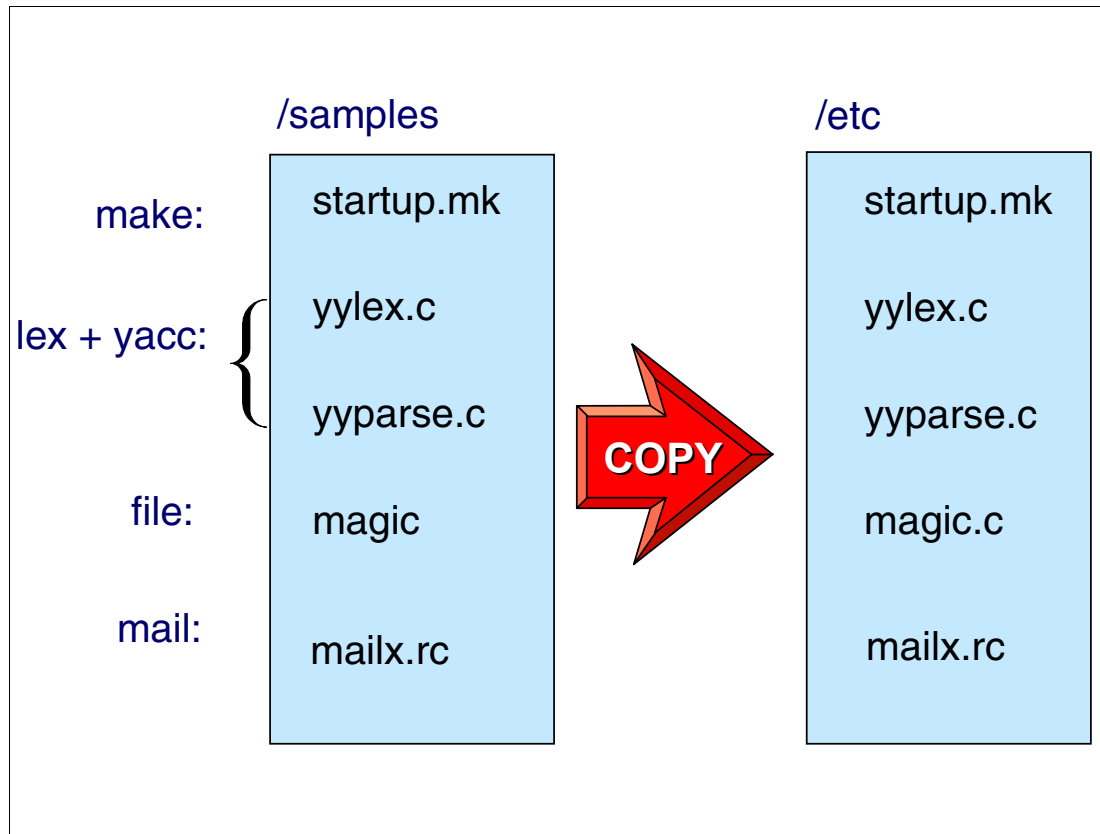 /samples
/etc
make:
startup.mk
startup.mk
lex + yacc:
yylex.c
yylex.c
yyparse.c
yyparse.c
COPY
file:
magic
magic.c
mail:
mailx.rc
mailx.rc